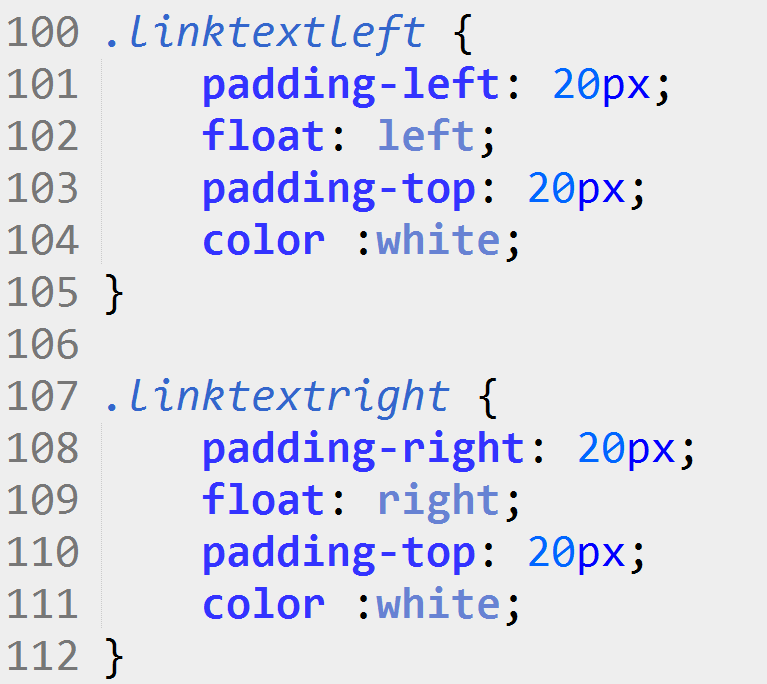 100 .linktextleft {
101     padding-left: 20px;
102     float: left;
103     padding-top: 20px;
104     color :white;
105 }
106
107 .linktextright {
108     padding-right: 20px;
109     float: right;
110     padding-top: 20px;
111     color :white;
112 }